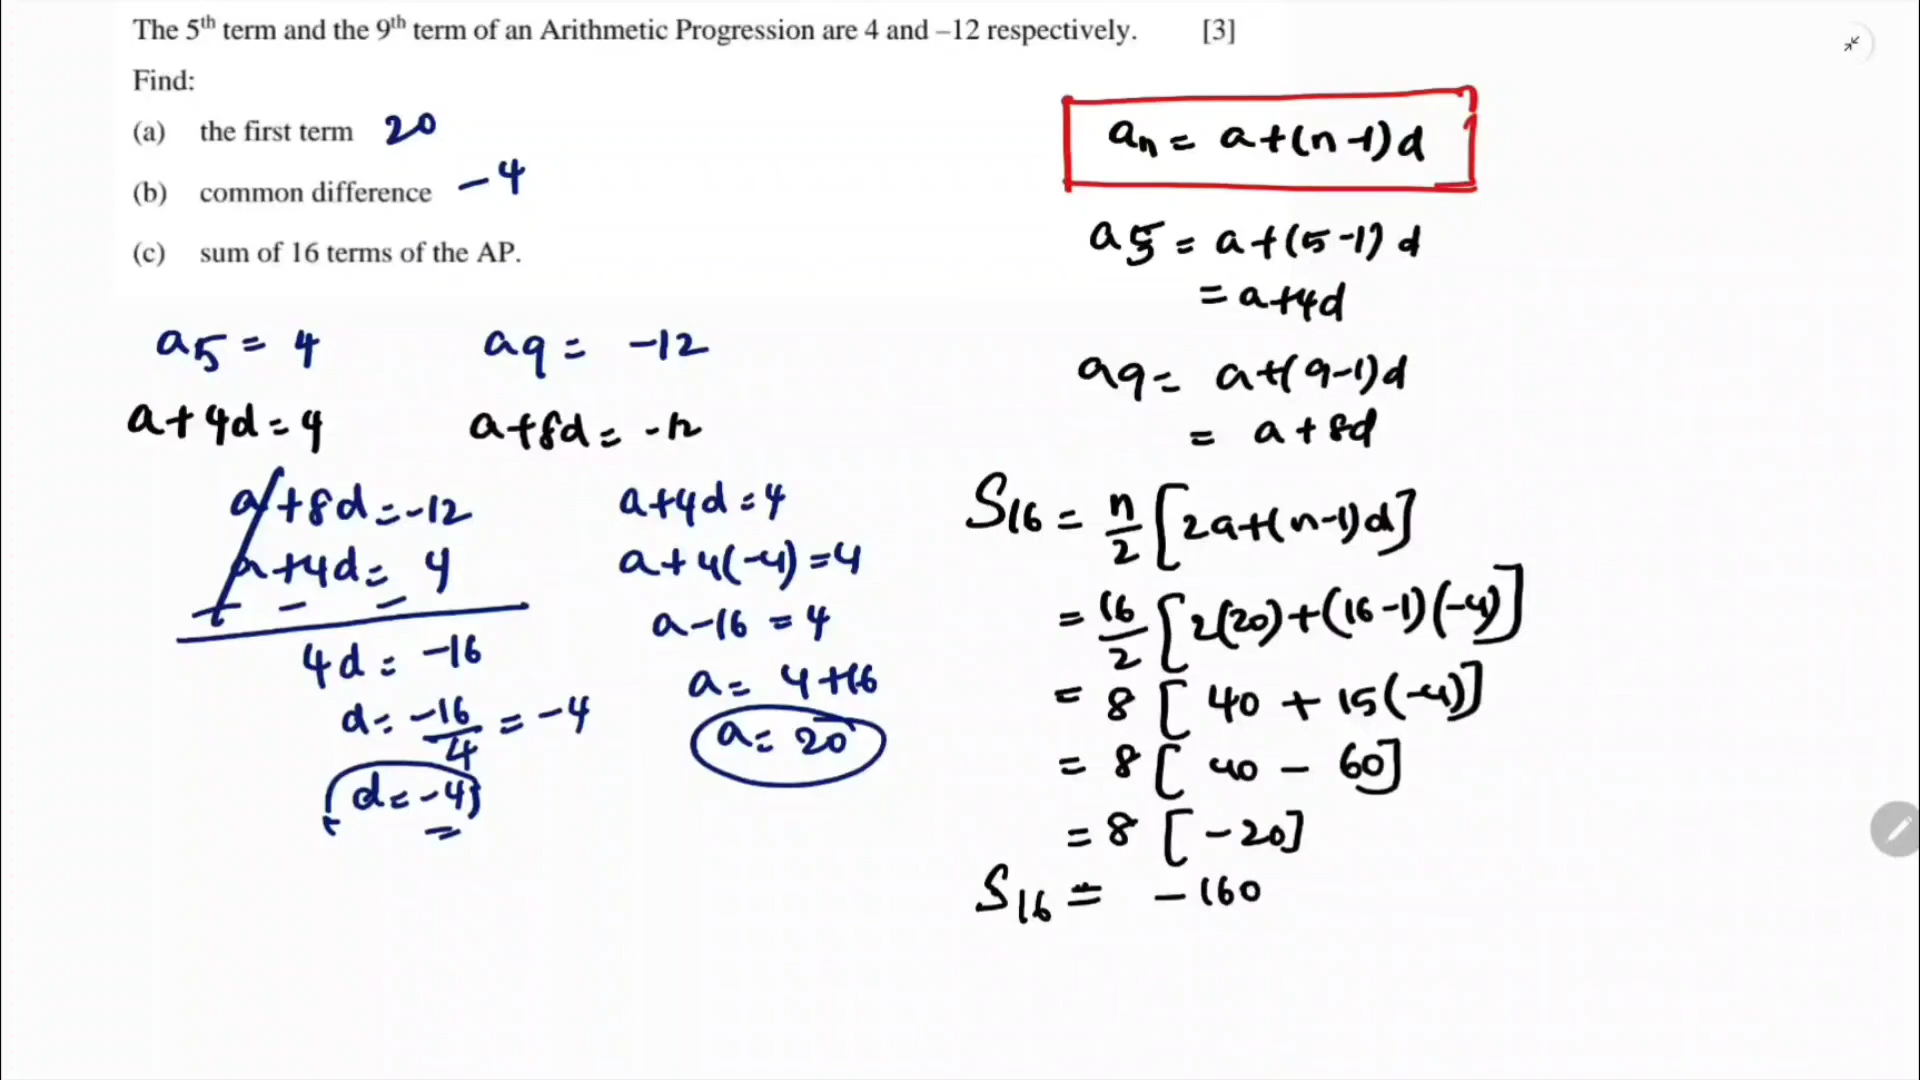 The 5th term and the 9th term of an Arithmetic Progression are 4 and –12 respectively. [3]
Find:
(a) the first term 20
(b) common difference –4
(c) sum of 16 terms of the AP.
a5 = 4
a9 = -12
a+4d=4
a+8d=-12
a+8d=-12
a+4d= 4
- - -
4d = -16
d = -16/4 = -4
d = -4
a+4d=4
a+4(-4)=4
a-16 = 4
a= 4+16
a= 20
an = a+(n-1)d
a5 = a+(5-1)d
= a+4d
a9= a+(9-1)d
= a+8d
S16 = n/2 [2a+(n-1)d]
= 16/2 [2(20)+(16-1)(-4)]
= 8 [40 + 15(-4)]
= 8 [40 - 60]
= 8 [-20]
S16 = -160